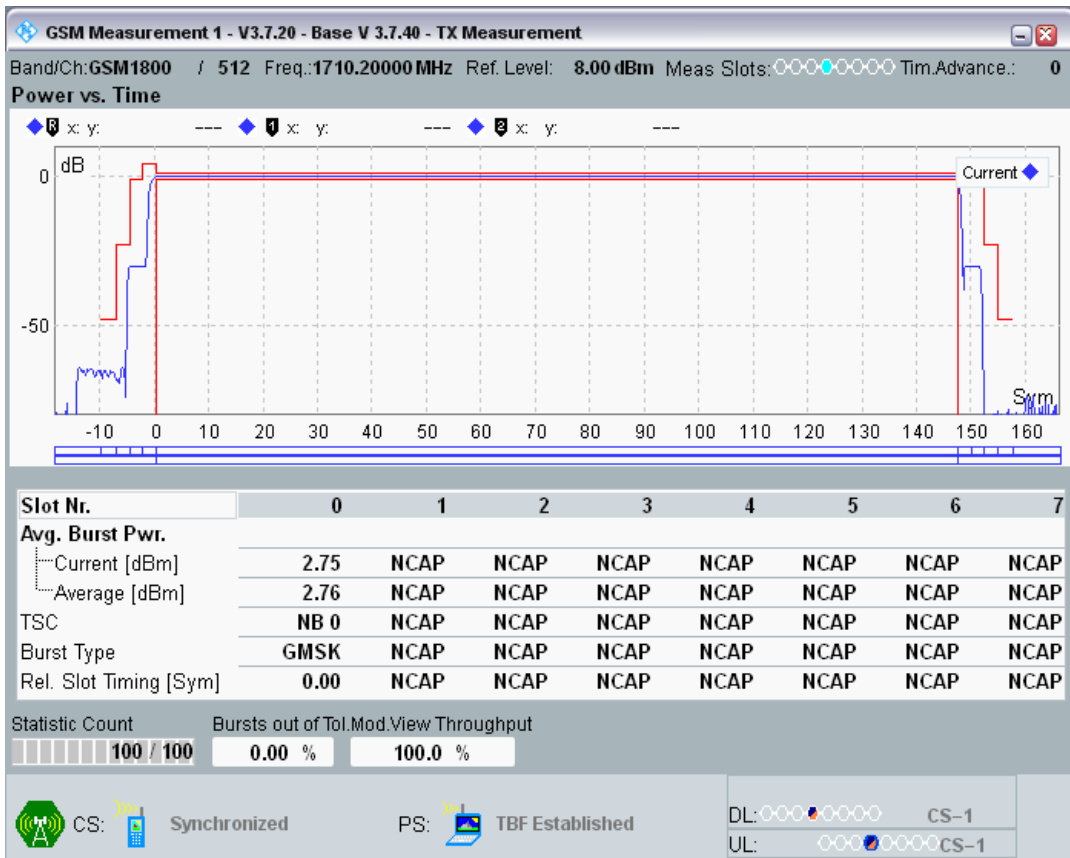 GSM Measurement 1 - V3.7.20 - Base V 3.7.40 - TX Measurement
Band/Ch:GSM1800 / 512 Freq.:1710.20000 MHz Ref. Level: 8.00 dBm Meas Slots: Tim.Advance.: 0
Power vs. Time
R x: y: --- 1 x: y: --- 2 x: y: ---
dB
Current
0
-50
Sym
-10 0 10 20 30 40 50 60 70 80 90 100 110 120 130 140 150 160
Slot Nr. 0 1 2 3 4 5 6 7
Avg. Burst Pwr.
Current [dBm] 2.75 NCAP NCAP NCAP NCAP NCAP NCAP NCAP
Average [dBm] 2.76 NCAP NCAP NCAP NCAP NCAP NCAP NCAP
TSC NB 0 NCAP NCAP NCAP NCAP NCAP NCAP NCAP
Burst Type GMSK NCAP NCAP NCAP NCAP NCAP NCAP NCAP
Rel. Slot Timing [Sym] 0.00 NCAP NCAP NCAP NCAP NCAP NCAP NCAP
Statistic Count Bursts out of Tol.Mod.View Throughput
100 / 100 0.00 % 100.0 %
CS: Synchronized PS: TBF Established
DL: CS-1
UL: CS-1